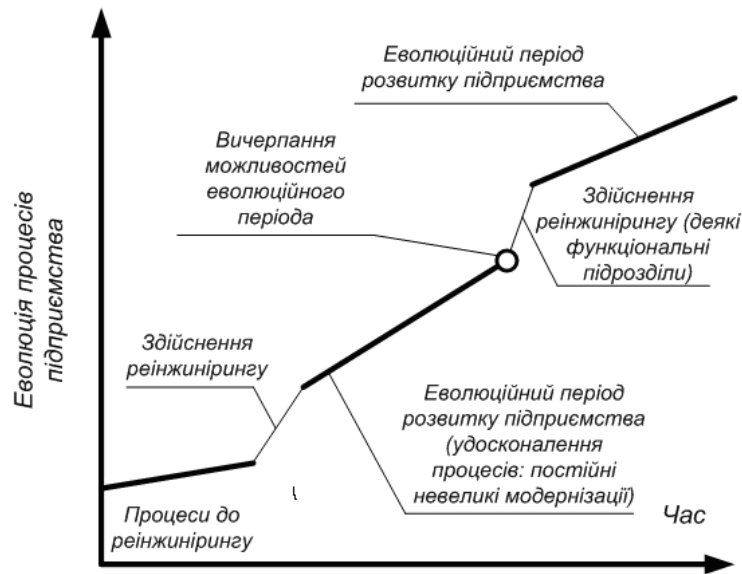 Еволюційний період
розвитку підприємства
Вичерпання
можливостей
еволюційного
періода
Здійснення
реінжинірингу (деякі
функціональні
підрозділи)
Еволюція процесів
підприємства
Здійснення
реінжинірингу
Еволюційний період
розвитку підприємства
(удосконалення
процесів: постійні
невеликі модернізації)
Процеси до
реінжинірингу
Час